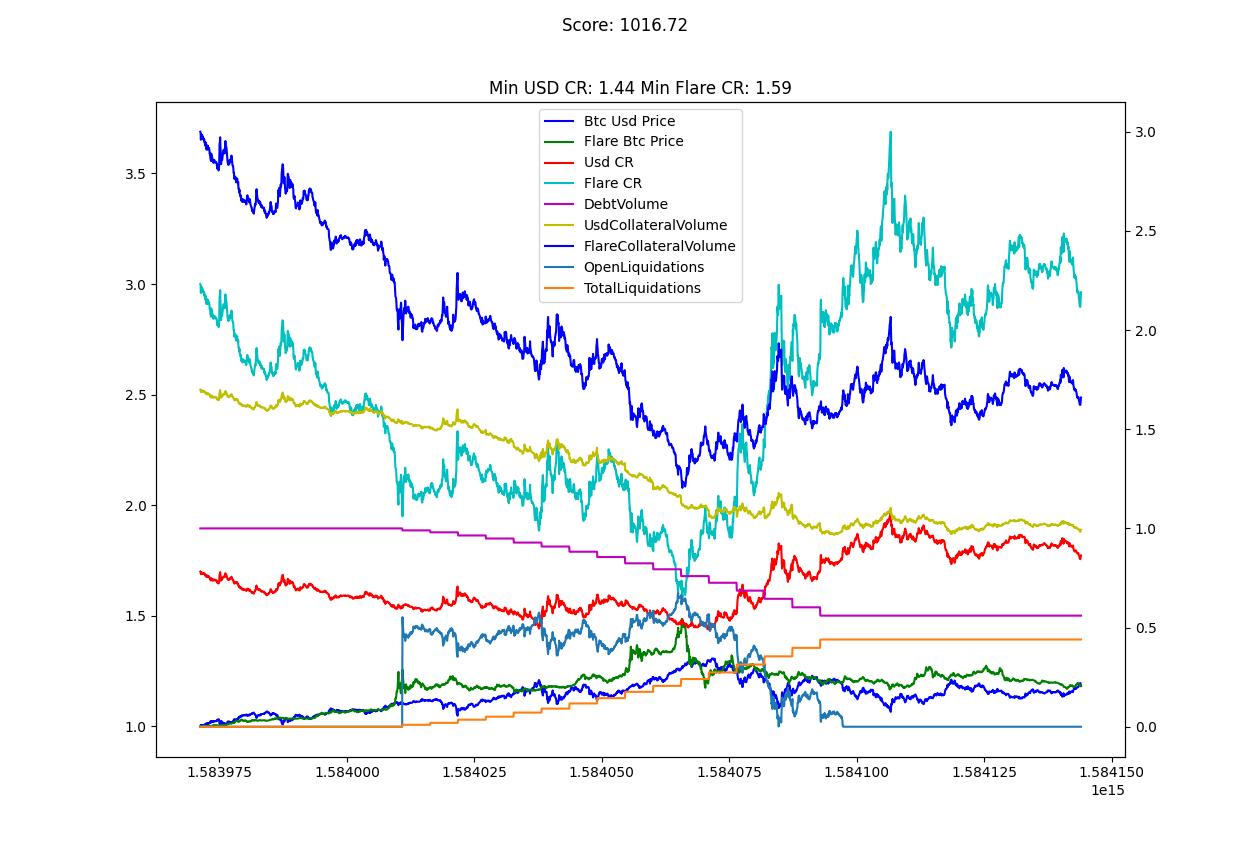 Score: 1016.72
Min USD CR: 1.44 Min Flare CR: 1.59
Btc Usd Price
Flare Btc Price
Usd CR
Flare CR
DebtVolume
UsdCollateralVolume
FlareCollateralVolume
OpenLiquidations
TotalLiquidations
3.5
3.0
2.5
2.0
1.5
1.0
3.0
2.5
2.0
1.5
1.0
0.5
0.0
1.583975 1.584000 1.584025 1.584050 1.584075 1.584100 1.584125 1.584150
1e15